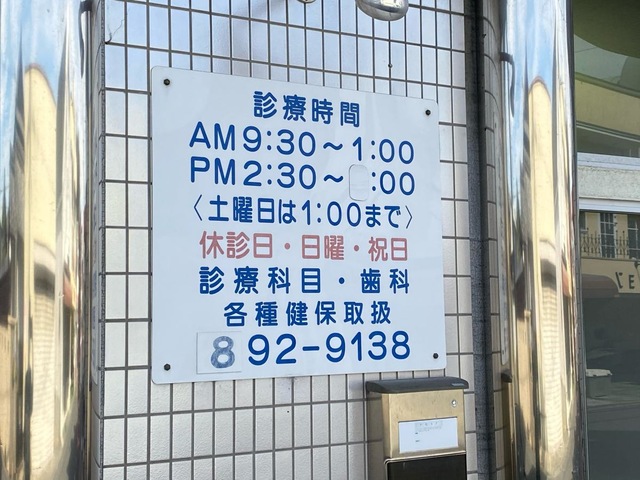 診療時間
AM9:30～1:00
PM2:30～ :00
〈土曜日は1:00まで〉
休診日・日曜・祝日
診療科目・歯科
各種健保取扱
892-9138